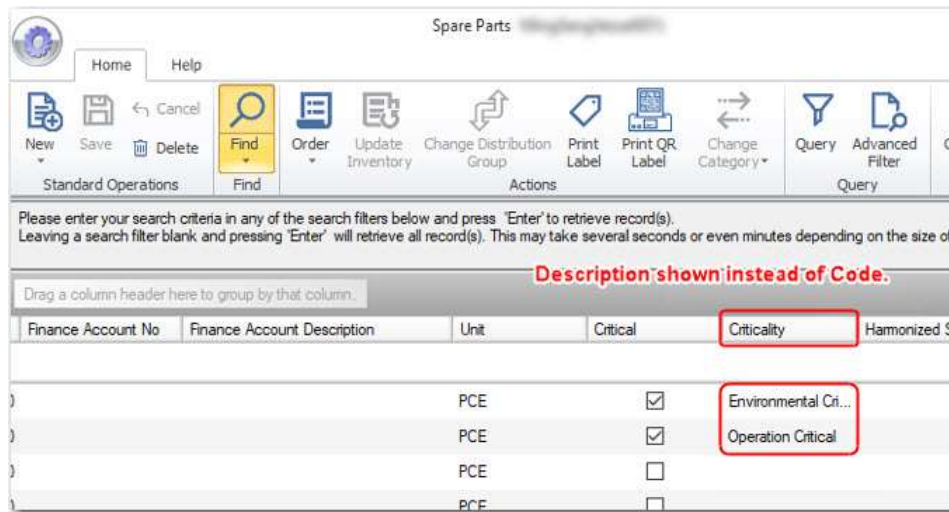 Spare Parts
Home Help
New Save Cancel Delete Find Order Update Inventory Change Distribution Group Print Label Print QR Label Change Category Query Advanced Filter
Standard Operations Find Actions Query
Please enter your search criteria in any of the search filters below and press 'Enter' to retrieve record(s).
Leaving a search filter blank and pressing 'Enter' will retrieve all record(s). This may take several seconds or even minutes depending on the size of
Description shown instead of Code.
Drag a column header here to group by that column.
Finance Account No Finance Account Description Unit Critical Criticality Harmonized S
PCE Environmental Cri...
PCE Operation Critical
PCE
PCE